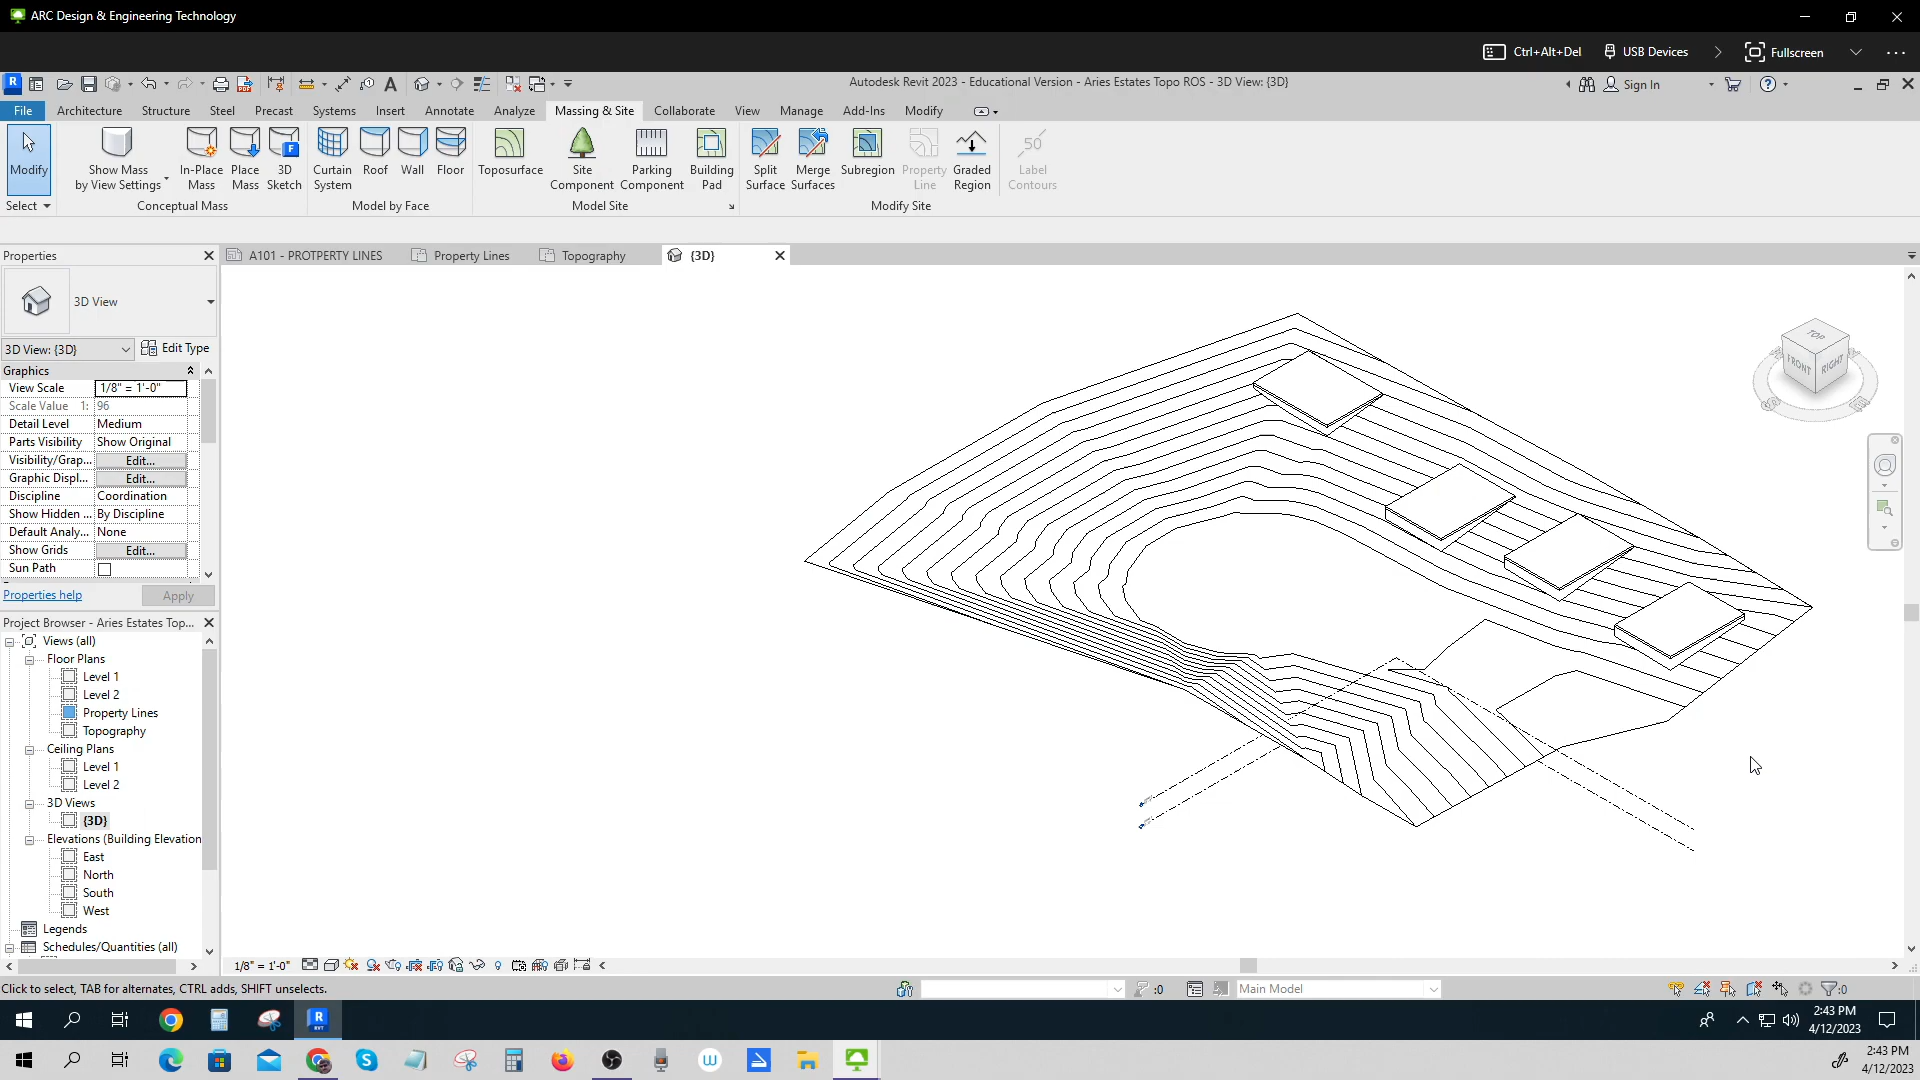 ARC Design & Engineering Technology
Ctrl+Alt+Del USB Devices Fullscreen
Autodesk Revit 2023 - Educational Version - Aries Estates Topo ROS - 3D View: {3D} Sign In
File Architecture Structure Steel Precast Systems Insert Annotate Analyze Massing & Site Collaborate View Manage Add-Ins Modify
Modify
Show Mass by View Settings
In-Place Mass
Place Mass
3D Sketch
Curtain System
Roof
Wall
Floor
Toposurface
Site Component
Parking Component
Building Pad
Split Surface
Merge Surfaces
Subregion
Property Line
Graded Region
50
Label Contours
Select Conceptual Mass Model by Face Model Site Modify Site
Properties
A101 - PROTPERTY LINES Property Lines Topography {3D}
3D View
3D View: {3D} Edit Type
Graphics
View Scale 1/8" = 1'-0"
Scale Value 1: 96
Detail Level Medium
Parts Visibility Show Original
Visibility/Grap... Edit...
Graphic Displ... Edit...
Discipline Coordination
Show Hidden ... By Discipline
Default Analy... None
Show Grids Edit...
Sun Path
Properties help Apply
Project Browser - Aries Estates Top...
Views (all)
Floor Plans
Level 1
Level 2
Property Lines
Topography
Ceiling Plans
Level 1
Level 2
3D Views
{3D}
Elevations (Building Elevation
East
North
South
West
Legends
Schedules/Quantities (all)
TOP
FRONT RIGHT
1/8" = 1'-0"
Click to select, TAB for alternates, CTRL adds, SHIFT unselects. :0 Main Model :0
2:43 PM
4/12/2023
2:43 PM
4/12/2023